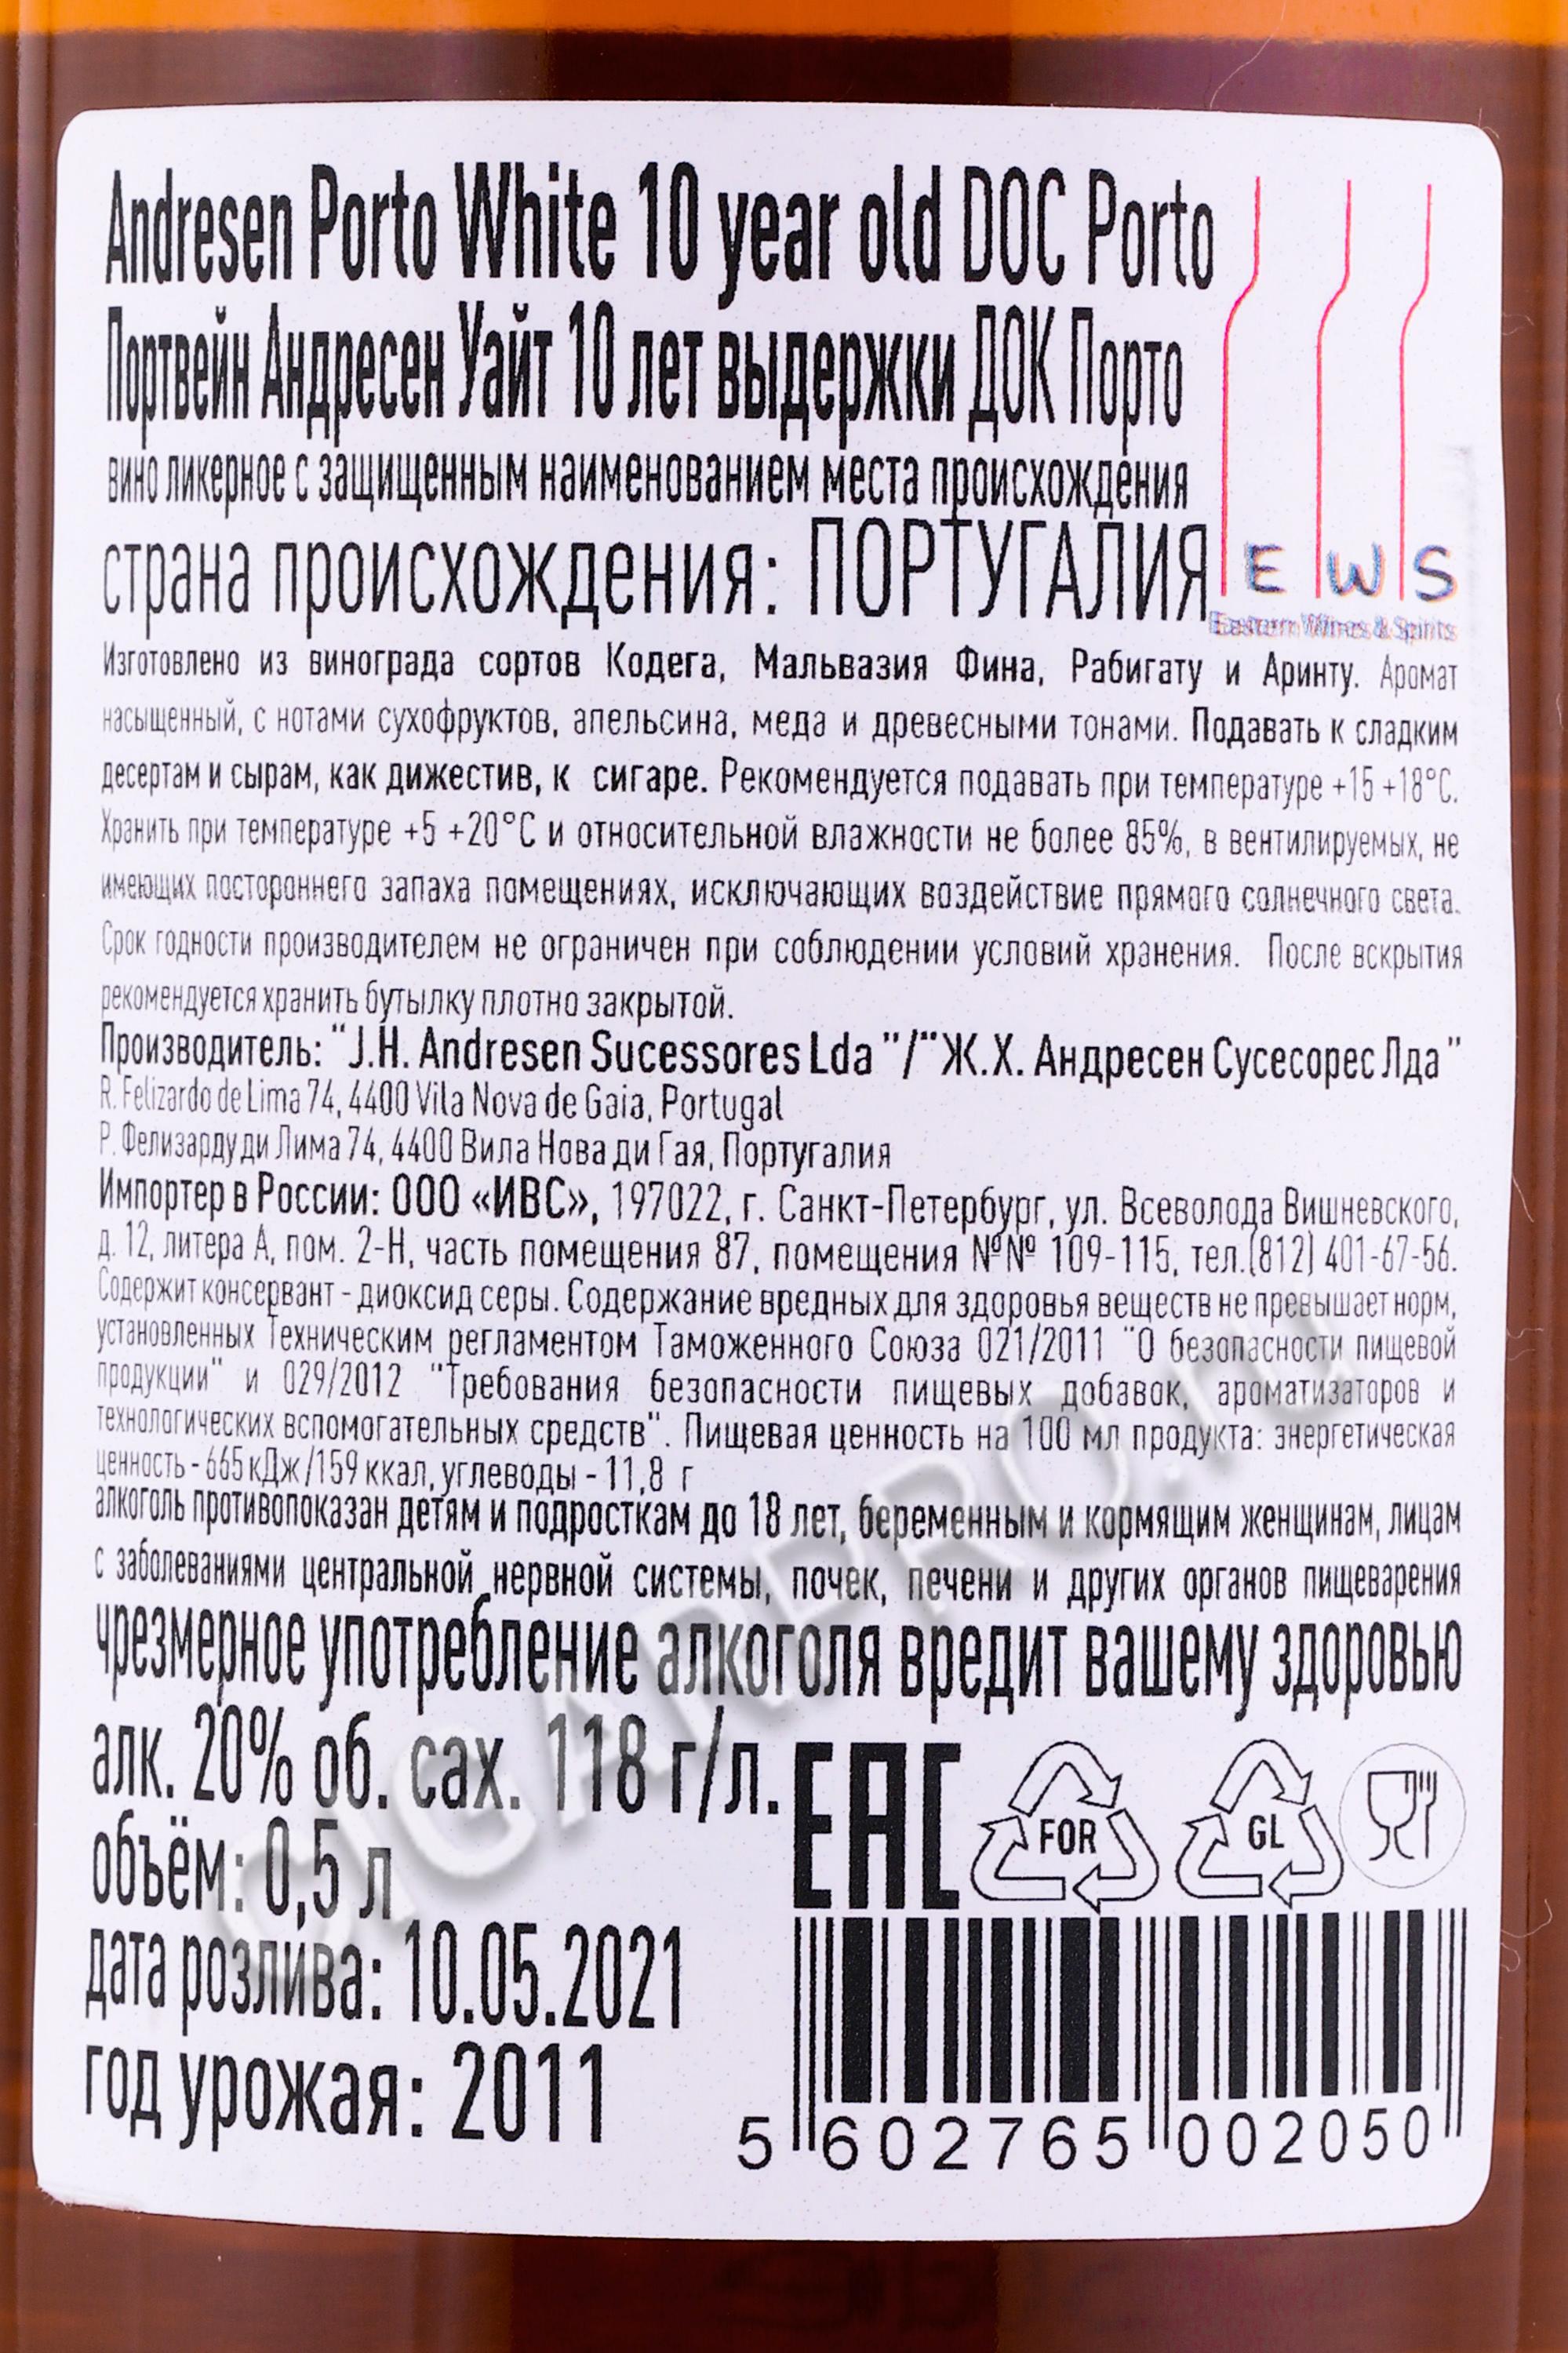 Andresen Porto White 10 year old DOC Porto
Портвейн Андресен Уайт 10 лет выдержки ДОК Порто
вино ликерное с защищенным наименованием места происхождения
страна происхождения: ПОРТУГАЛИЯ
E W S
Eastern Wines & Spirits
Изготовлено из винограда сортов Кодега, Мальвазия Фина, Рабигату и Аринту. Аромат
насыщенный, с нотами сухофруктов, апельсина, меда и древесными тонами. Подавать к сладким
десертам и сырам, как дижестив, к сигаре. Рекомендуется подавать при температуре +15 +18°C.
Хранить при температуре +5 +20°C и относительной влажности не более 85%, в вентилируемых, не
имеющих постороннего запаха помещениях, исключающих воздействие прямого солнечного света.
Срок годности производителем не ограничен при соблюдении условий хранения. После вскрытия
рекомендуется хранить бутылку плотно закрытой.
Производитель: "J.H. Andresen Sucessores Lda "/"Ж.Х. Андресен Сусесорес Лда"
R. Felizardo de Lima 74, 4400 Vila Nova de Gaia, Portugal
Р. Фелизарду ди Лима 74, 4400 Вила Нова ди Гая, Португалия
Импортер в России: ООО «ИВС», 197022, г. Санкт-Петербург, ул. Всеволода Вишневского,
д. 12, литера А, пом. 2-Н, часть помещения 87, помещения №№ 109-115, тел.(812) 401-67-56.
Содержит консервант - диоксид серы. Содержание вредных для здоровья веществ не превышает норм,
установленных Техническим регламентом Таможенного Союза 021/2011 "О безопасности пищевой
продукции" и 029/2012 "Требования безопасности пищевых добавок, ароматизаторов и
технологических вспомогательных средств". Пищевая ценность на 100 мл продукта: энергетическая
ценность - 665 кДж /159 ккал, углеводы - 11,8 г
алкоголь противопоказан детям и подросткам до 18 лет, беременным и кормящим женщинам, лицам
с заболеваниями центральной нервной системы, почек, печени и других органов пищеварения
чрезмерное употребление алкоголя вредит вашему здоровью
алк. 20% об. сах. 118 г/л.
объём: 0,5 л
дата розлива: 10.05.2021
год урожая: 2011
EAC
FOR
GL
5 602765 002050
CIGARPRO.RU